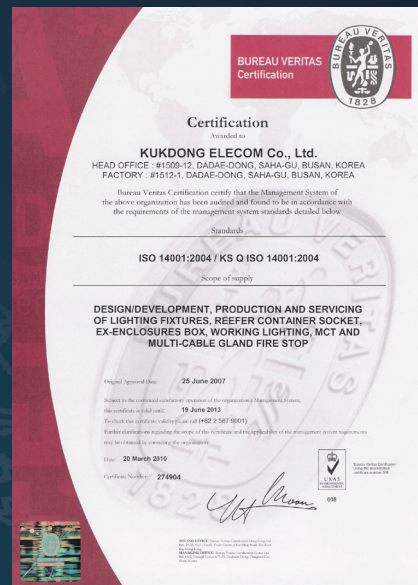 BUREAU VERITAS
Certification
BUREAU VERITAS
1828
Certification
Awarded to
KUKDONG ELECOM Co., Ltd.
HEAD OFFICE : #1509-12, DADAE-DONG, SAHA-GU, BUSAN, KOREA
FACTORY : #1512-1, DADAE-DONG, SAHA-GU, BUSAN, KOREA
Bureau Veritas Certification certify that the Management System of
the above organization has been audited and found to be in accordance with
the requirements of the management system standards detailed below
Standards
ISO 14001:2004 / KS Q ISO 14001:2004
Scope of supply
DESIGN/DEVELOPMENT, PRODUCTION AND SERVICING
OF LIGHTING FIXTURES, REEFER CONTAINER SOCKET,
EX-ENCLOSURES BOX, WORKING LIGHTING, MCT AND
MULTI-CABLE GLAND FIRE STOP
Original Approval Date: 25 June 2007
Subject to the continued satisfactory operation of the organization's Management System,
this certificate is valid until: 19 June 2013
To check this certificate validity please call (+82 2 567 9001)
Further clarifications regarding the scope of this certificate and the applicability of the management system requirements
may be obtained by consulting the organization
Date: 20 March 2010
Certificate Number: 274904
UKAS
ENVIRONMENTAL
MANAGEMENT
008